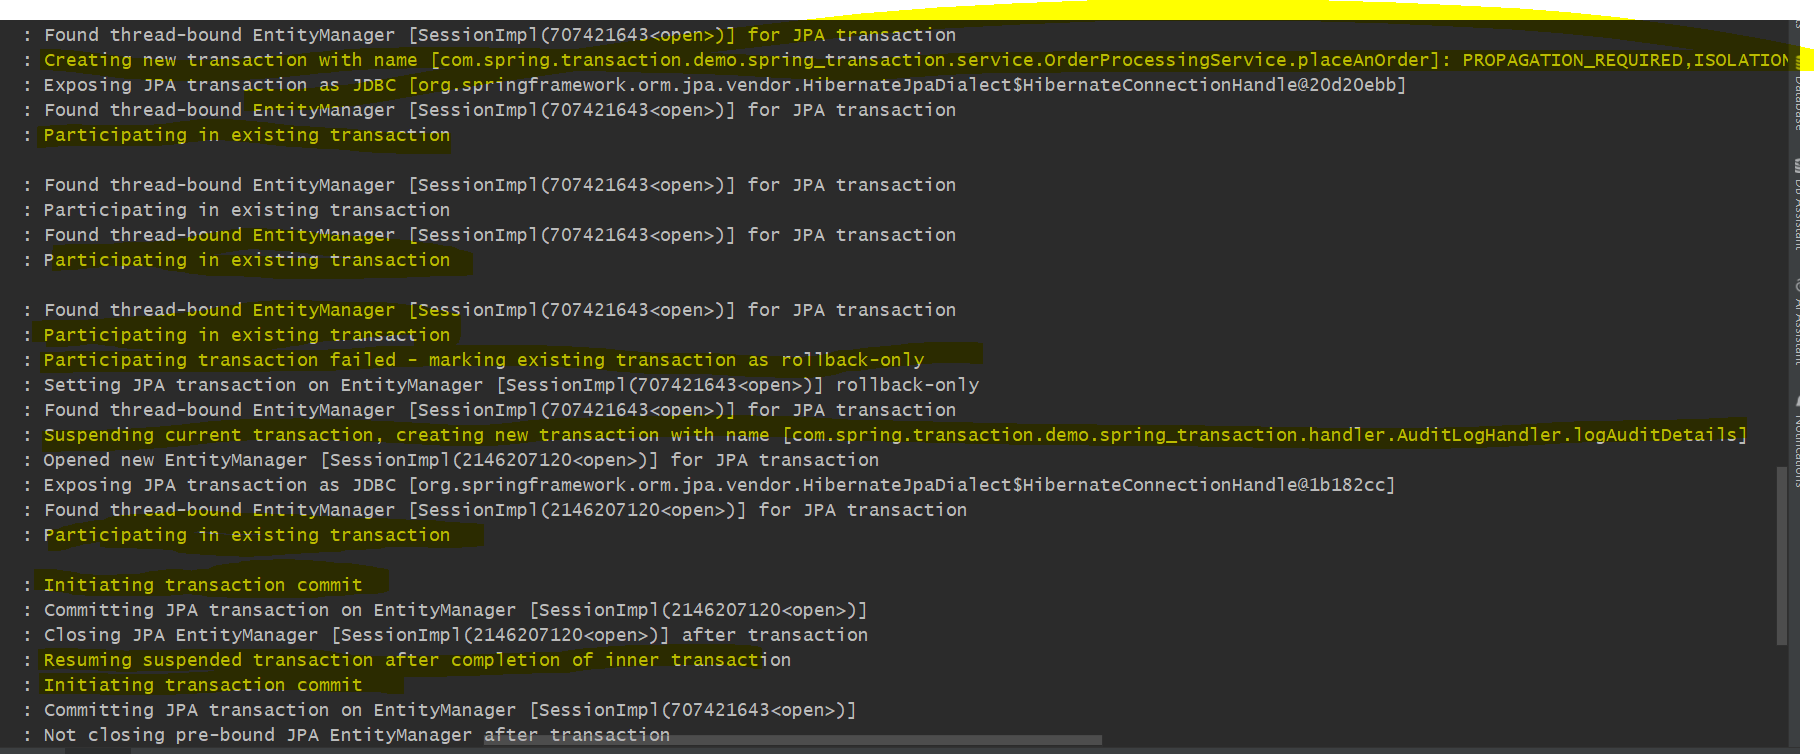 : Found thread-bound EntityManager [SessionImpl(707421643<open>)] for JPA transaction
: Creating new transaction with name [com.spring.transaction.demo.spring_transaction.service.OrderProcessingService.placeAnOrder]: PROPAGATION_REQUIRED,ISOLATION
: Exposing JPA transaction as JDBC [org.springframework.orm.jpa.vendor.HibernateJpaDialect$HibernateConnectionHandle@20d20ebb]
: Found thread-bound EntityManager [SessionImpl(707421643<open>)] for JPA transaction
: Participating in existing transaction
: Found thread-bound EntityManager [SessionImpl(707421643<open>)] for JPA transaction
: Participating in existing transaction
: Found thread-bound EntityManager [SessionImpl(707421643<open>)] for JPA transaction
: Participating in existing transaction
: Found thread-bound EntityManager [SessionImpl(707421643<open>)] for JPA transaction
: Participating in existing transaction
: Participating transaction failed - marking existing transaction as rollback-only
: Setting JPA transaction on EntityManager [SessionImpl(707421643<open>)] rollback-only
: Found thread-bound EntityManager [SessionImpl(707421643<open>)] for JPA transaction
: Suspending current transaction, creating new transaction with name [com.spring.transaction.demo.spring_transaction.handler.AuditLogHandler.logAuditDetails]
: Opened new EntityManager [SessionImpl(2146207120<open>)] for JPA transaction
: Exposing JPA transaction as JDBC [org.springframework.orm.jpa.vendor.HibernateJpaDialect$HibernateConnectionHandle@1b182cc]
: Found thread-bound EntityManager [SessionImpl(2146207120<open>)] for JPA transaction
: Participating in existing transaction
: Initiating transaction commit
: Committing JPA transaction on EntityManager [SessionImpl(2146207120<open>)]
: Closing JPA EntityManager [SessionImpl(2146207120<open>)] after transaction
: Resuming suspended transaction after completion of inner transaction
: Initiating transaction commit
: Committing JPA transaction on EntityManager [SessionImpl(707421643<open>)]
: Not closing pre-bound JPA EntityManager after transaction